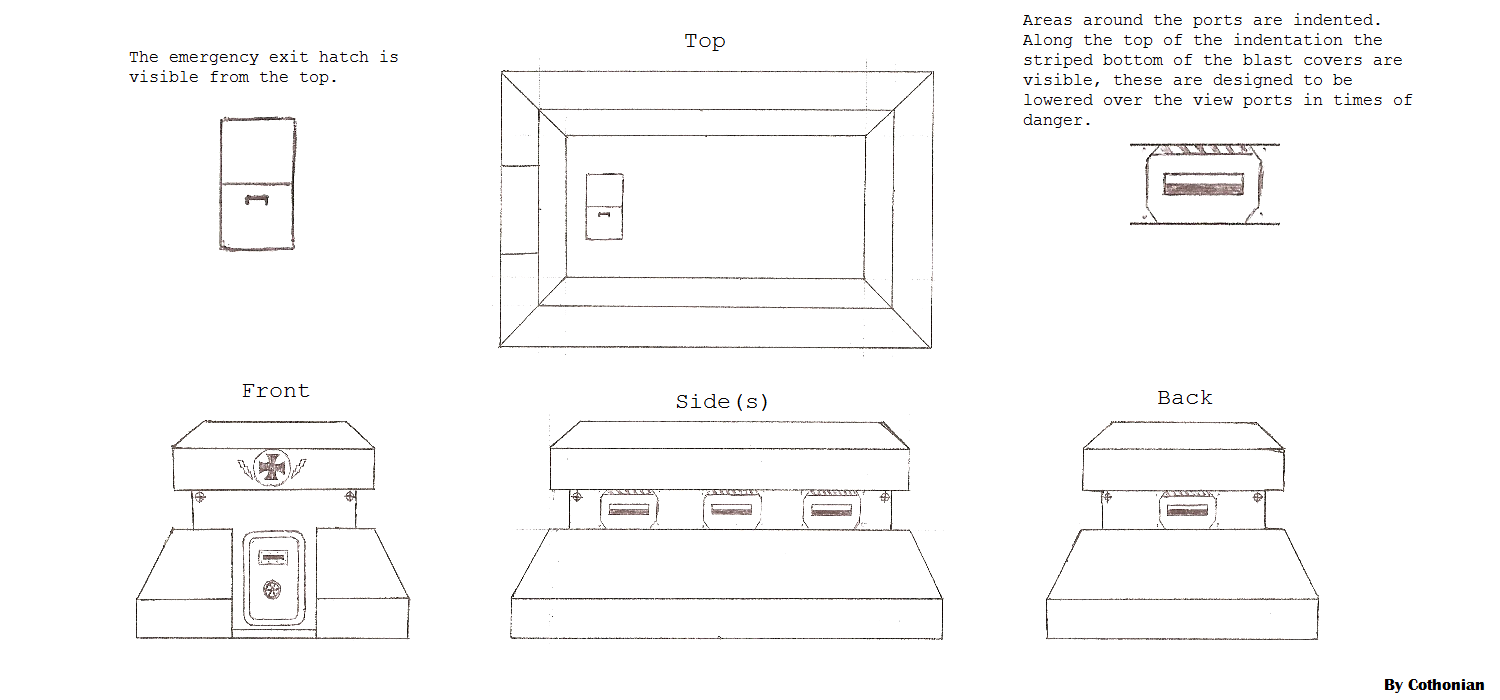 The emergency exit hatch is
visible from the top.
Top
Areas around the ports are indented.
Along the top of the indentation the
striped bottom of the blast covers are
visible, these are designed to be
lowered over the view ports in times of
danger.
Front
Side(s)
Back
By Cothonian